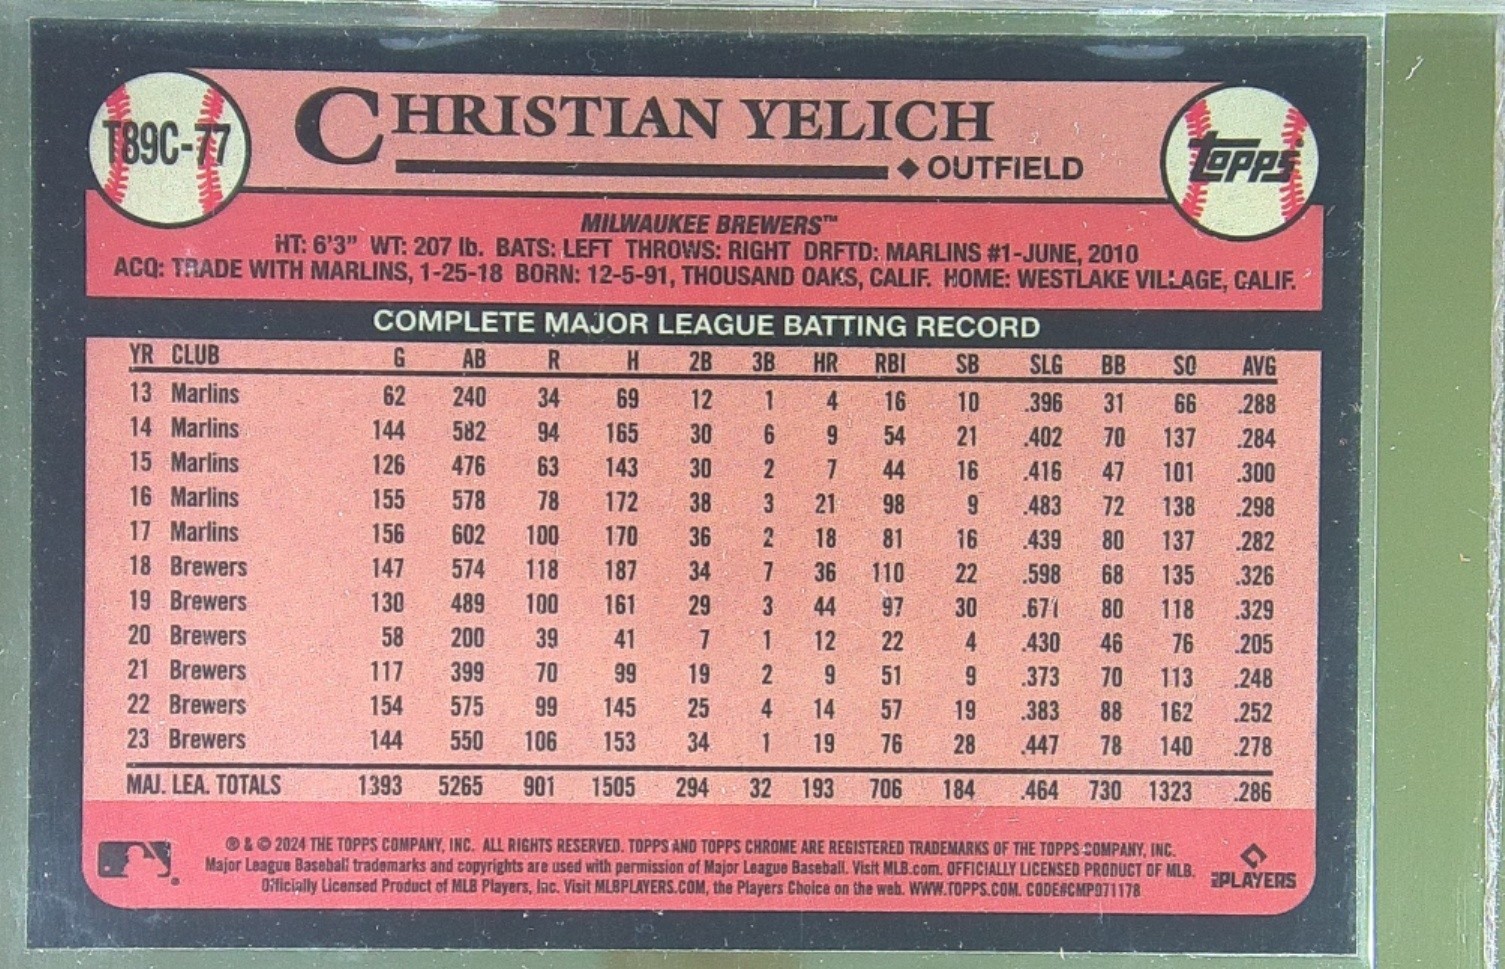 T89C-77
CHRISTIAN YELICH
◆ OUTFIELD
topps®
MILWAUKEE BREWERS™
HT: 6'3" WT: 207 lb. BATS: LEFT THROWS: RIGHT DRFTD: MARLINS #1-JUNE, 2010
ACQ: TRADE WITH MARLINS, 1-25-18 BORN: 12-5-91, THOUSAND OAKS, CALIF. HOME: WESTLAKE VILLAGE, CALIF.
COMPLETE MAJOR LEAGUE BATTING RECORD
YR CLUB G AB R H 2B 3B HR RBI SB SLG BB SO AVG
13 Marlins 62 240 34 69 12 1 4 16 10 .396 31 66 .288
14 Marlins 144 582 94 165 30 6 9 54 21 .402 70 137 .284
15 Marlins 126 476 63 143 30 2 7 44 16 .416 47 101 .300
16 Marlins 155 578 78 172 38 3 21 98 9 .483 72 138 .298
17 Marlins 156 602 100 170 36 2 18 81 16 .439 80 137 .282
18 Brewers 147 574 118 187 34 7 36 110 22 .598 68 135 .326
19 Brewers 130 489 100 161 29 3 44 97 30 .671 80 118 .329
20 Brewers 58 200 39 41 7 1 12 22 4 .430 46 76 .205
21 Brewers 117 399 70 99 19 2 9 51 9 .373 70 113 .248
22 Brewers 154 575 99 145 25 4 14 57 19 .383 88 162 .252
23 Brewers 144 550 106 153 34 1 19 76 28 .447 78 140 .278
MAJ. LEA. TOTALS 1393 5265 901 1505 294 32 193 706 184 .464 730 1323 .286
® & © 2024 THE TOPPS COMPANY, INC. ALL RIGHTS RESERVED. TOPPS AND TOPPS CHROME ARE REGISTERED TRADEMARKS OF THE TOPPS COMPANY, INC.
Major League Baseball trademarks and copyrights are used with permission of Major League Baseball. Visit MLB.com. OFFICIALLY LICENSED PRODUCT OF MLB.
Officially Licensed Product of MLB Players, Inc. Visit MLBPLAYERS.COM, the Players Choice on the web. WWW.TOPPS.COM. CODE#CMP071178
PLAYERS